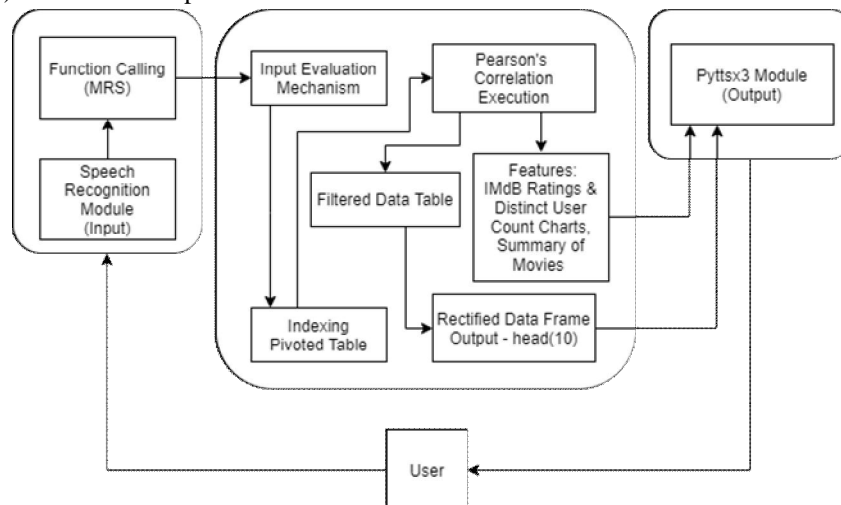 )
Function Calling
(MRS)
Speech
Recognition
Module
(Input)
Input Evaluation
Mechanism
Pearson's
Correlation
Execution
Filtered Data Table
Features:
IMdB Ratings &
Distinct User
Count Charts,
Summary of
Movies
Indexing
Pivoted Table
Rectified Data Frame
Output - head(10)
Pyttsx3 Module
(Output)
User